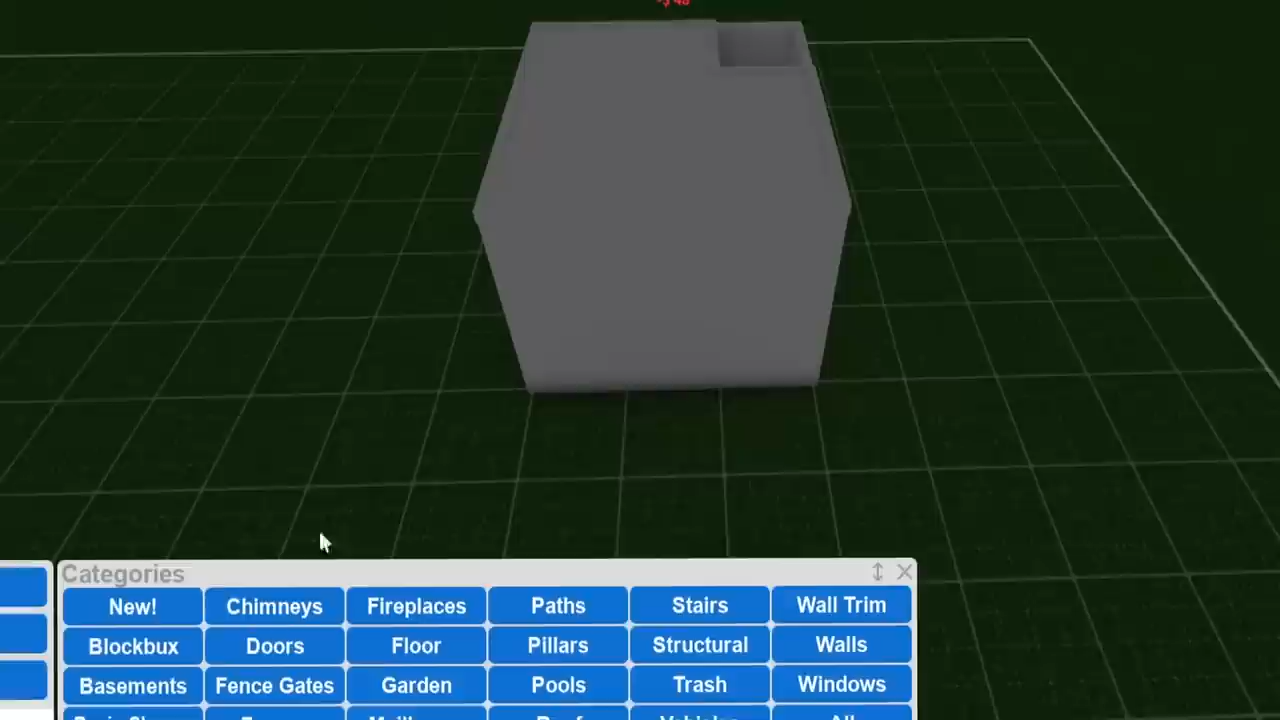 Categories
New! Chimneys Fireplaces Paths Stairs Wall Trim
Blockbux Doors Floor Pillars Structural Walls
Basements Fence Gates Garden Pools Trash Windows